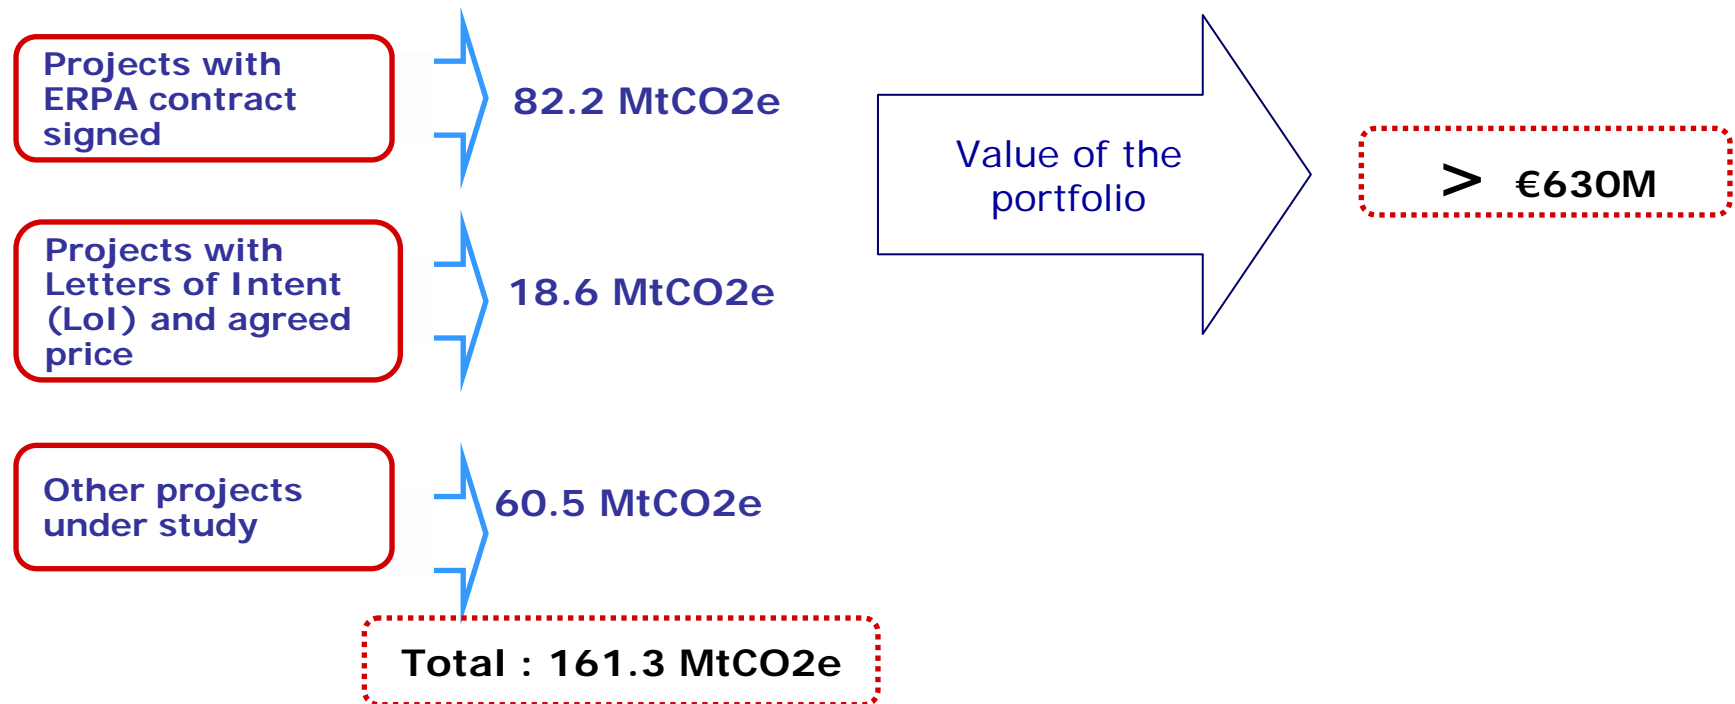 Projects with
ERPA contract
signed
82.2 MtCO2e
Projects with
Letters of Intent
(LoI) and agreed
price
18.6 MtCO2e
Other projects
under study
60.5 MtCO2e
Total : 161.3 MtCO2e
Value of the
portfolio
> €630M